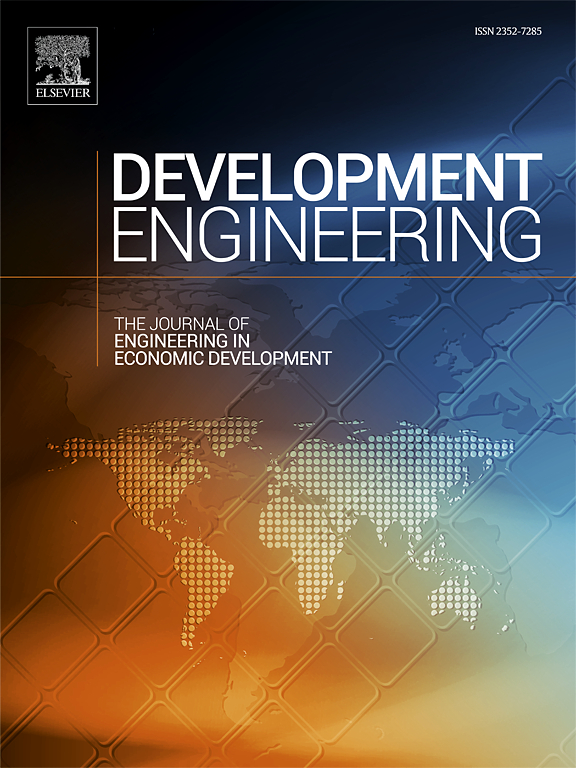 ISSN 2352-7285
ELSEVIER
DEVELOPMENT
ENGINEERING
THE JOURNAL OF
ENGINEERING IN
ECONOMIC DEVELOPMENT